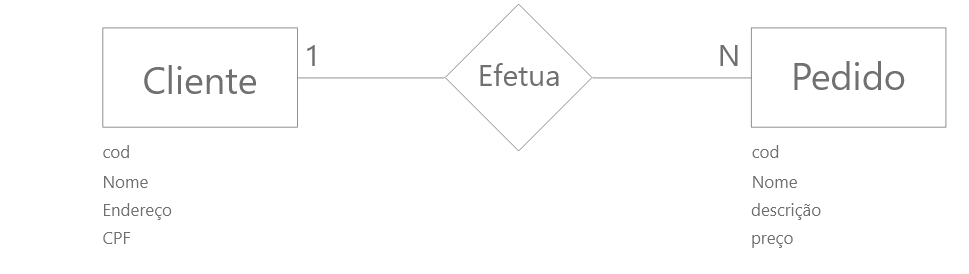 Cliente
1
Efetua
N
Pedido
cod
Nome
Endereço
CPF
cod
Nome
descrição
preço